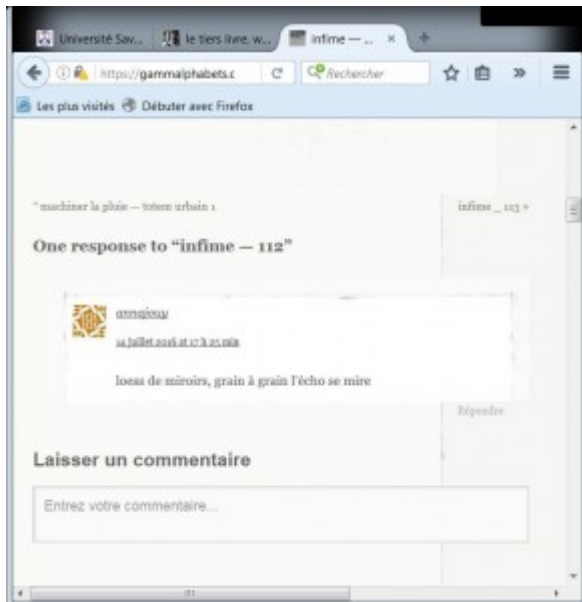 Université Sav...
le tiers livre, w...
infime — ...
https://gammalphabets.c
Rechercher
Les plus visités
Débuter avec Firefox
“ machiner la pluie — totem urbain 1
infime _ 113 »
One response to “infime — 112”
annajouy
14 juillet 2016 at 17 h 25 min
loess de miroirs, grain à grain l'écho se mire
Répondre
Laisser un commentaire
Entrez votre commentaire...